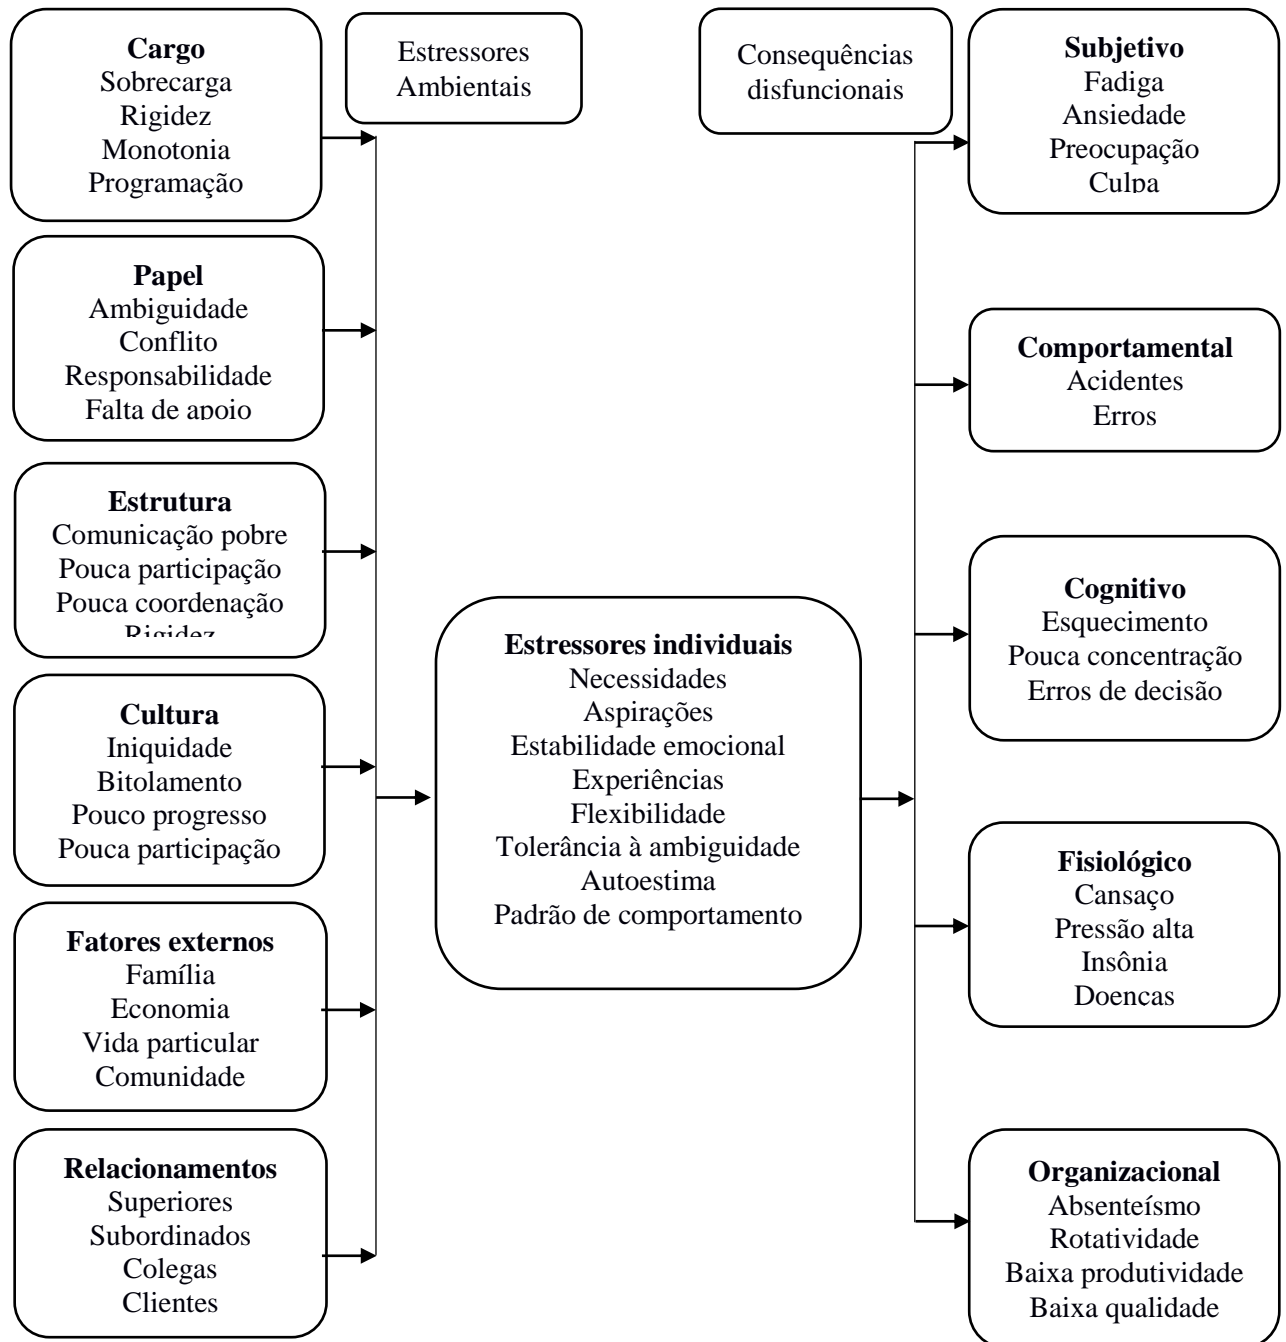 Cargo
Sobrecarga
Rigidez
Monotonia
Programação
Estressores
Ambientais
Consequências
disfuncionais
Subjetivo
Fadiga
Ansiedade
Preocupação
Culpa
Papel
Ambiguidade
Conflito
Responsabilidade
Falta de apoio
Comportamental
Acidentes
Erros
Estrutura
Comunicação pobre
Pouca participação
Pouca coordenação
Rigidez
Estressores individuais
Necessidades
Aspirações
Estabilidade emocional
Experiências
Flexibilidade
Tolerância à ambiguidade
Autoestima
Padrão de comportamento
Cognitivo
Esquecimento
Pouca concentração
Erros de decisão
Cultura
Iniquidade
Bitolamento
Pouco progresso
Pouca participação
Fisiológico
Cansaço
Pressão alta
Insônia
Doencas
Fatores externos
Família
Economia
Vida particular
Comunidade
Relacionamentos
Superiores
Subordinados
Colegas
Clientes
Organizacional
Absenteísmo
Rotatividade
Baixa produtividade
Baixa qualidade